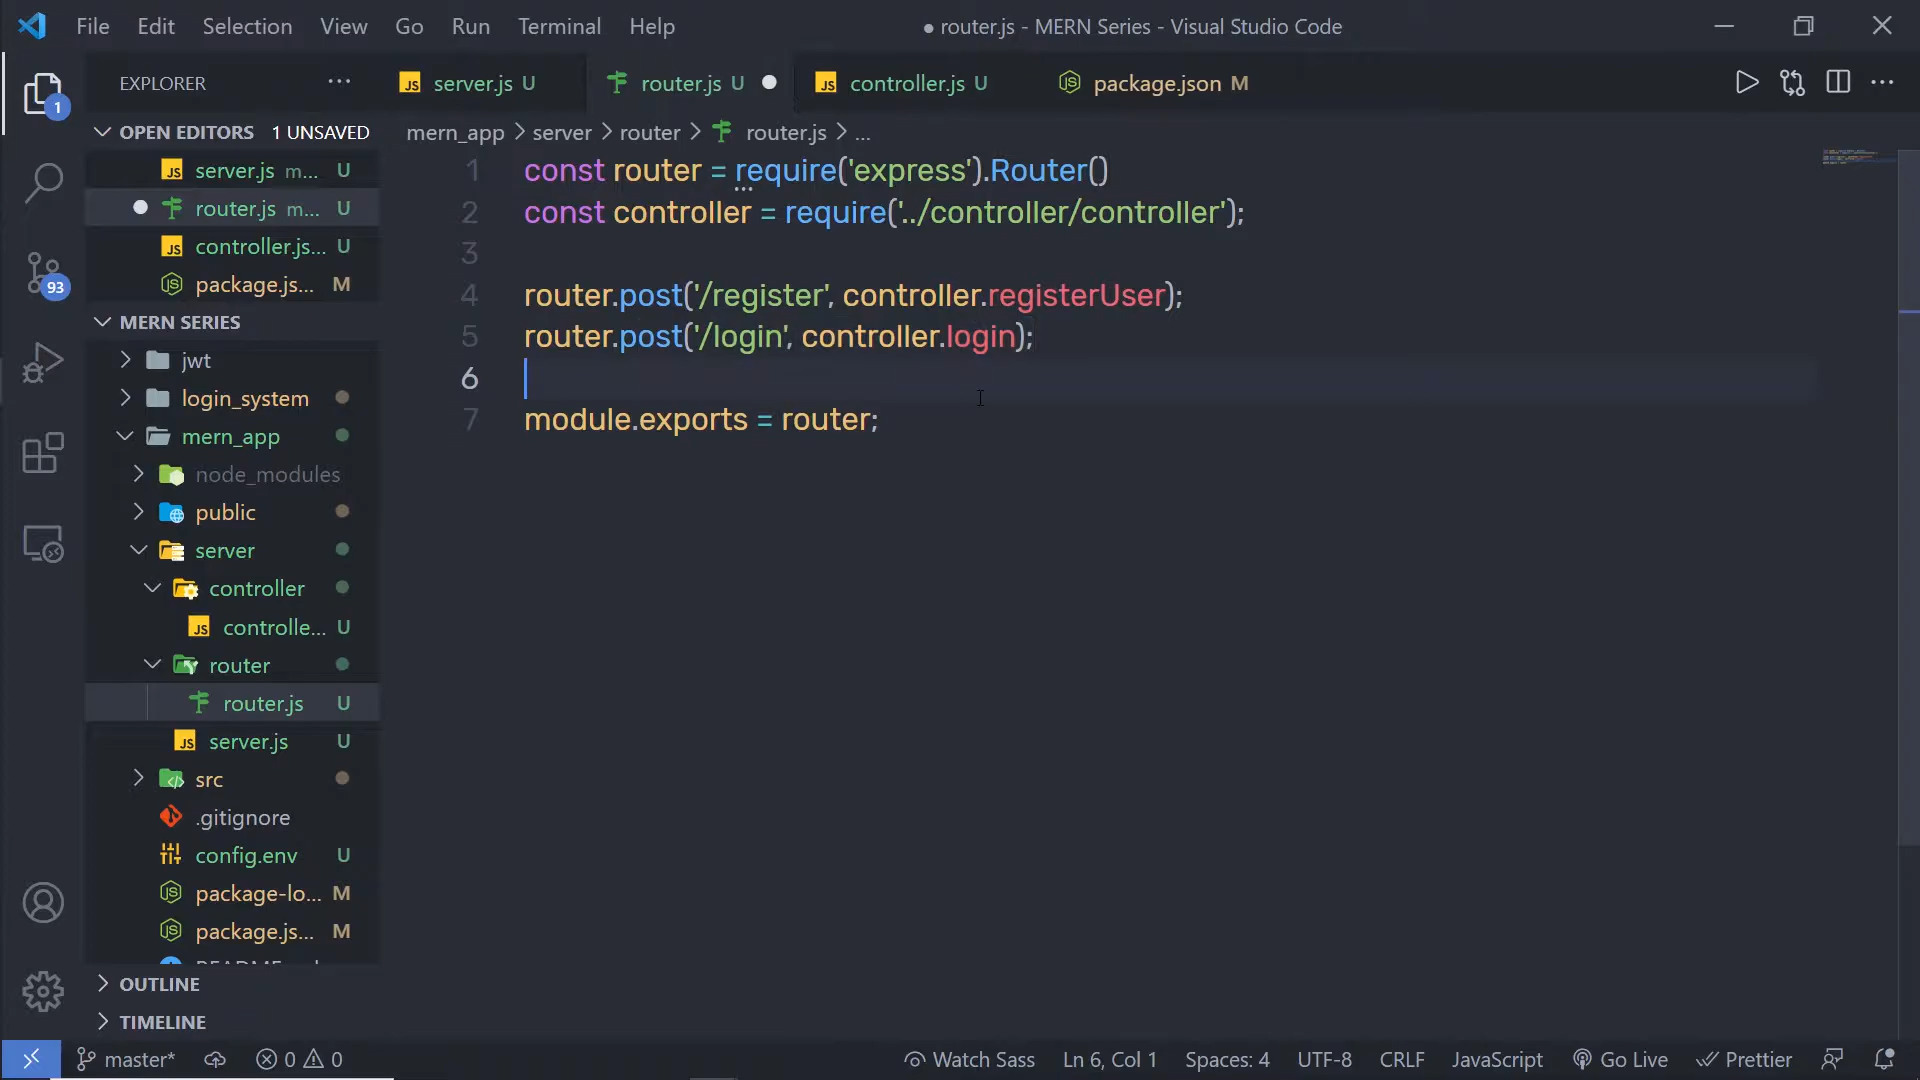 File Edit Selection View Go Run Terminal Help
● router.js - MERN Series - Visual Studio Code
EXPLORER
JS server.js U
router.js U
JS controller.js U
package.json M
1
OPEN EDITORS 1 UNSAVED
JS server.js m... U
router.js m... U
JS controller.js... U
package.js... M
93
MERN SERIES
jwt
login_system
mern_app
node_modules
public
server
controller
JS controlle... U
router
router.js U
JS server.js U
src
.gitignore
config.env U
package-lo... M
package.js... M
OUTLINE
TIMELINE
mern_app > server > router > router.js > ...
1 const router = require('express').Router()
2 const controller = require('../controller/controller');
3
4 router.post('/register', controller.registerUser);
5 router.post('/login', controller.login);
6
7 module.exports = router;
master* 0 0 Watch Sass Ln 6, Col 1 Spaces: 4 UTF-8 CRLF JavaScript Go Live Prettier